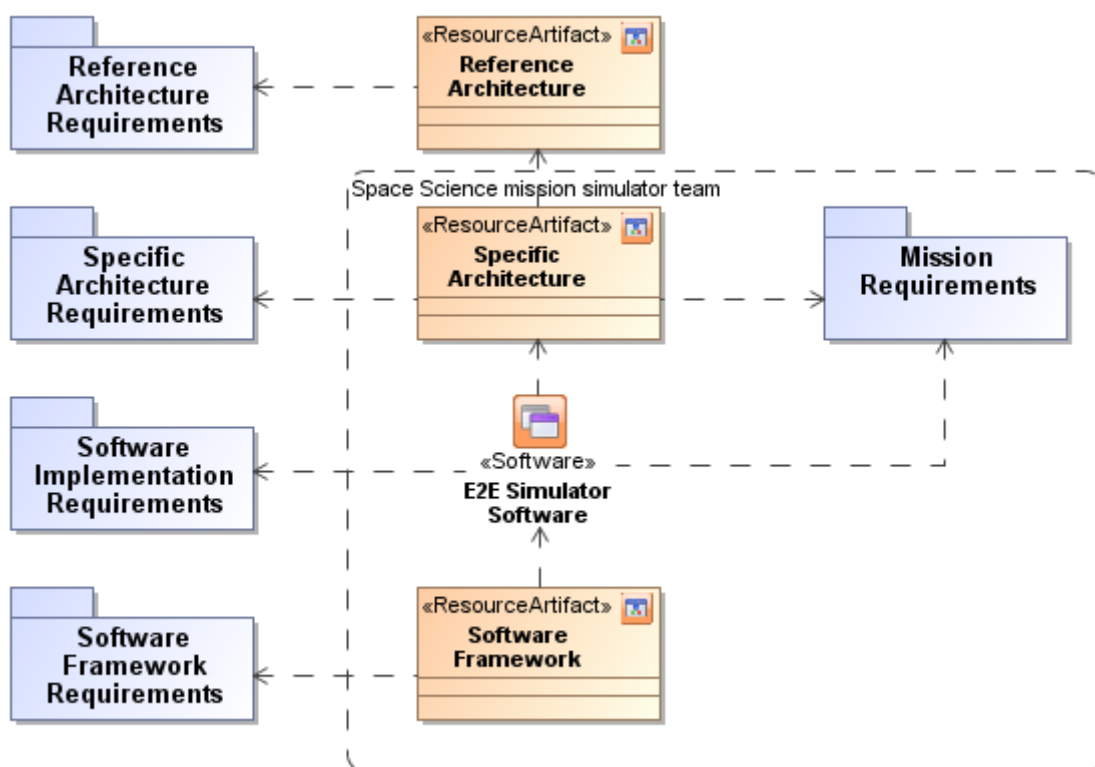 Reference
Architecture
Requirements
«ResourceArtifact»
Reference
Architecture
Space Science mission simulator team
Specific
Architecture
Requirements
«ResourceArtifact»
Specific
Architecture
Mission
Requirements
Software
Implementation
Requirements
«Software»
E2E Simulator
Software
Software
Framework
Requirements
«ResourceArtifact»
Software
Framework